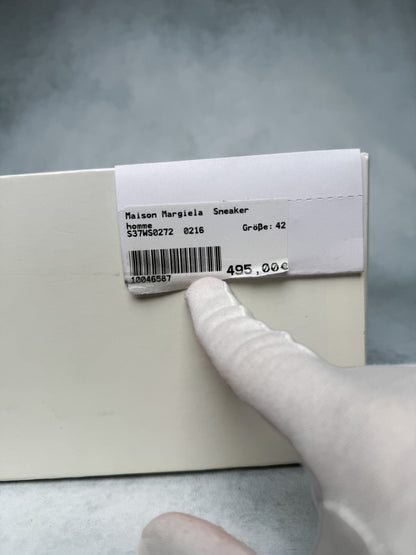 Maison Margiela Sneaker
homme
S37WS0272 0216 Größe: 42
495,00€
10046587